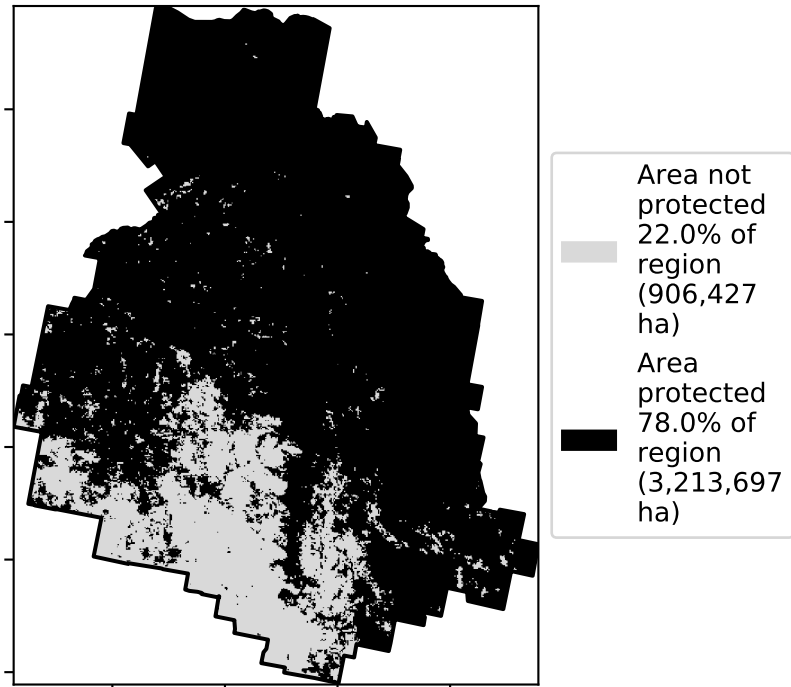 Area not
protected
22.0% of
region
(906,427
ha)
Area
protected
78.0% of
region
(3,213,697
ha)